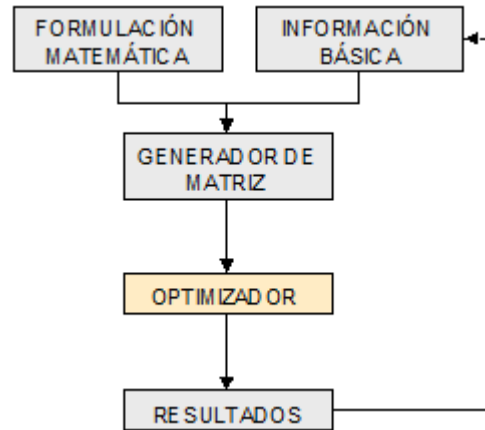 FORMULACIÓN
MATEMÁTICA
INFORMACIÓN
BÁSICA
GENERADOR DE
MATRIZ
OPTIMIZADOR
RESULTADOS